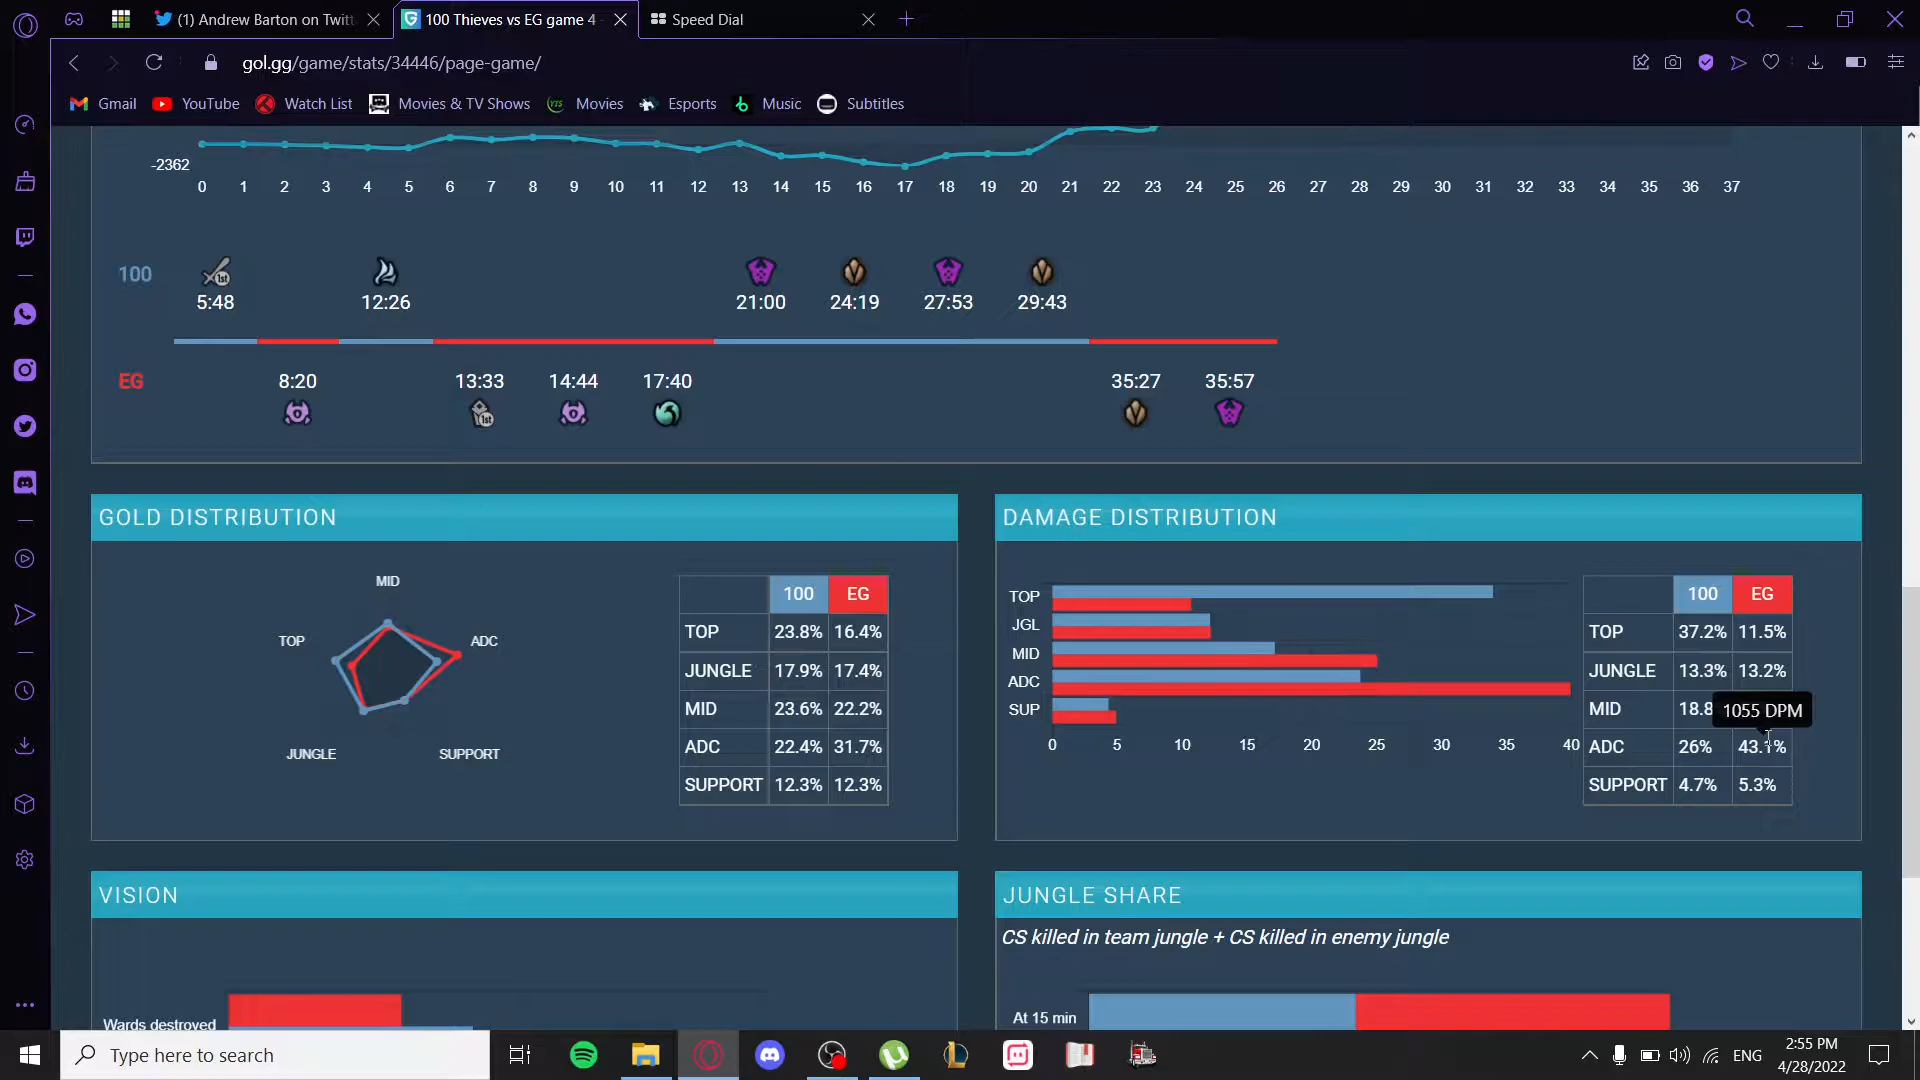 (1) Andrew Barton on Twitt
100 Thieves vs EG game 4
Speed Dial
gol.gg/game/stats/34446/page-game/
Gmail
YouTube
Watch List
Movies & TV Shows
Movies
Esports
Music
Subtitles
-2362
0 1 2 3 4 5 6 7 8 9 10 11 12 13 14 15 16 17 18 19 20 21 22 23 24 25 26 27 28 29 30 31 32 33 34 35 36 37
100
5:48 12:26 21:00 24:19 27:53 29:43
EG
8:20 13:33 14:44 17:40 35:27 35:57
GOLD DISTRIBUTION
MID
TOP
ADC
JUNGLE
SUPPORT
100 EG
TOP 23.8% 16.4%
JUNGLE 17.9% 17.4%
MID 23.6% 22.2%
ADC 22.4% 31.7%
SUPPORT 12.3% 12.3%
DAMAGE DISTRIBUTION
TOP
JGL
MID
ADC
SUP
0 5 10 15 20 25 30 35 40
100 EG
TOP 37.2% 11.5%
JUNGLE 13.3% 13.2%
MID 18.8
1055 DPM
ADC 26% 43.1%
SUPPORT 4.7% 5.3%
VISION
Wards destroyed
JUNGLE SHARE
CS killed in team jungle + CS killed in enemy jungle
At 15 min
Type here to search
ENG
2:55 PM
4/28/2022